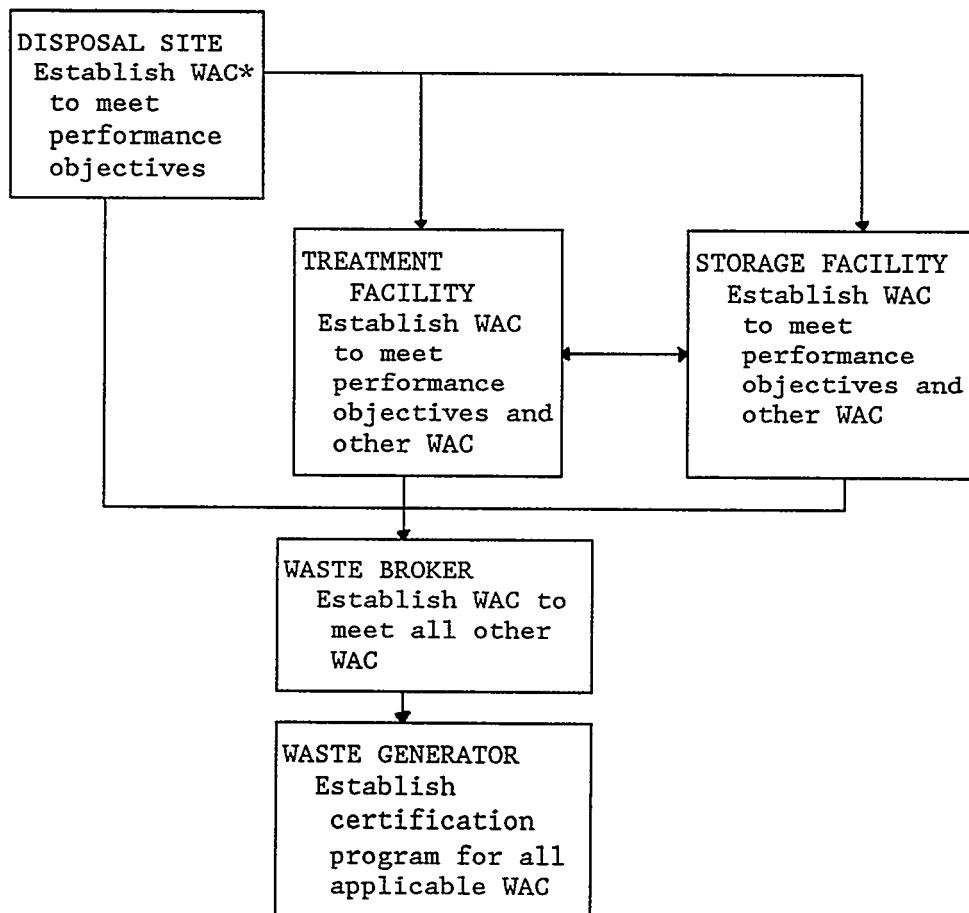 DISPOSAL SITE
Establish WAC*
to meet
performance
objectives
TREATMENT
FACILITY
Establish WAC
to meet
performance
objectives and
other WAC
STORAGE FACILITY
Establish WAC
to meet
performance
objectives and
other WAC
WASTE BROKER
Establish WAC to
meet all other
WAC
WASTE GENERATOR
Establish
certification
program for all
applicable WAC